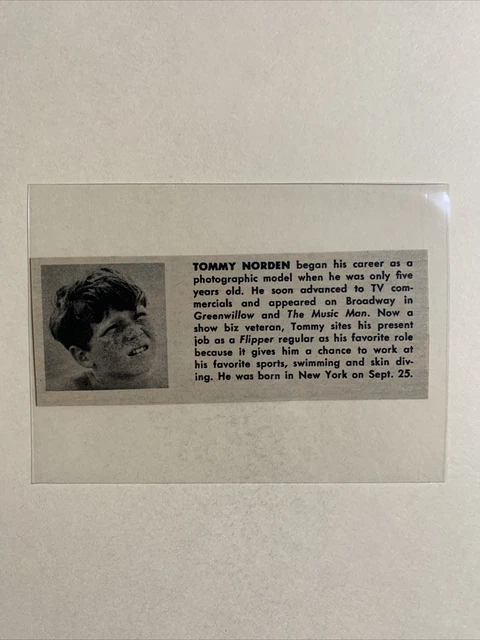 TOMMY NORDEN began his career as a
photographic model when he was only five
years old. He soon advanced to TV com-
mercials and appeared on Broadway in
Greenwillow and The Music Man. Now a
show biz veteran, Tommy sites his present
job as a Flipper regular as his favorite role
because it gives him a chance to work at
his favorite sports, swimming and skin div-
ing. He was born in New York on Sept. 25.